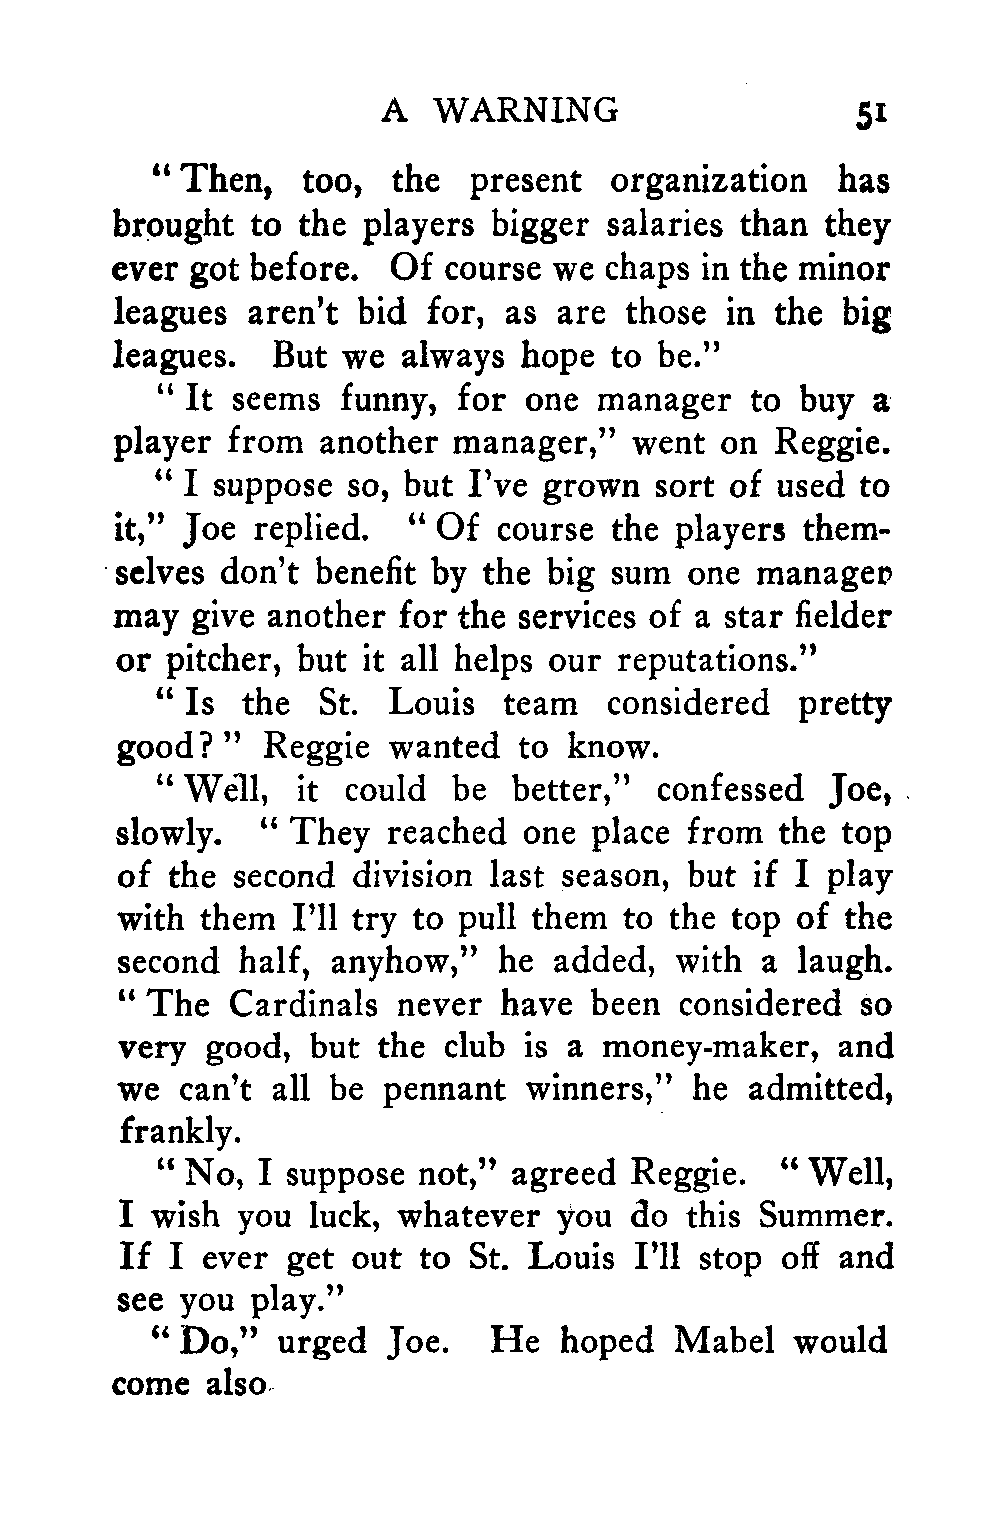 A WARNING 51
“ Then, too, the present organization has
brought to the players bigger salaries than they
ever got before. Of course we chaps in the minor
leagues aren’t bid for, as are those in the big
leagues. But we always hope to be.”
“ It seems funny, for one manager to buy a
player from another manager,” went on Reggie.
“ I suppose so, but I’ve grown sort of used to
it,” Joe replied. “ Of course the players them-
selves don’t benefit by the big sum one manager
may give another for the services of a star fielder
or pitcher, but it all helps our reputations.”
“ Is the St. Louis team considered pretty
good? ” Reggie wanted to know.
“ Well, it could be better,” confessed Joe,
slowly. “ They reached one place from the top
of the second division last season, but if I play
with them I’ll try to pull them to the top of the
second half, anyhow,” he added, with a laugh.
“ The Cardinals never have been considered so
very good, but the club is a money-maker, and
we can’t all be pennant winners,” he admitted,
frankly.
“ No, I suppose not,” agreed Reggie. “ Well,
I wish you luck, whatever you do this Summer.
If I ever get out to St. Louis I’ll stop off and
see you play.”
“ Do,” urged Joe. He hoped Mabel would
come also.